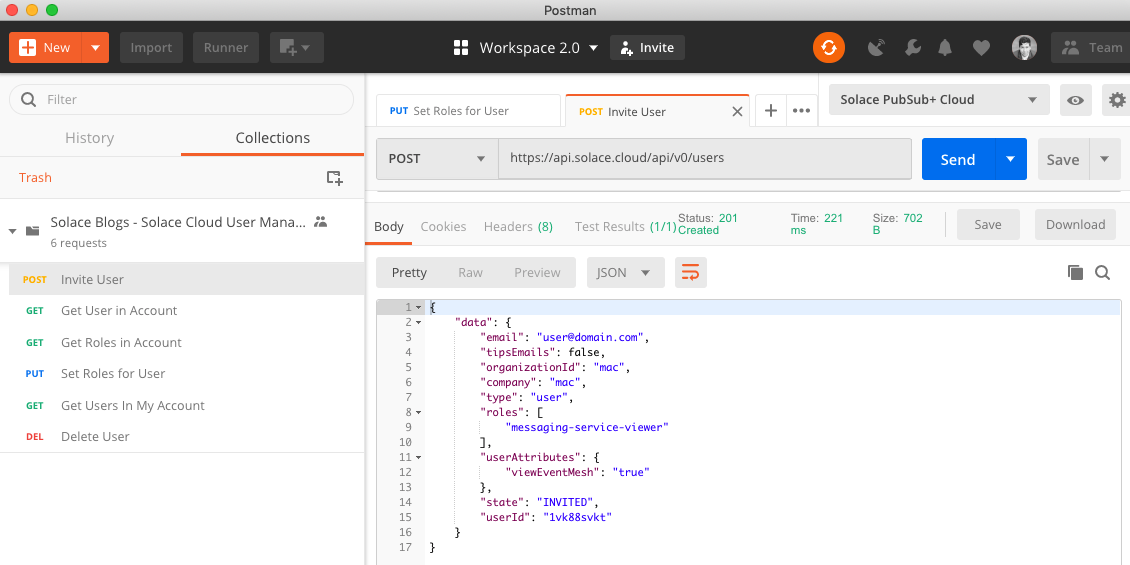 Postman
New Import Runner Workspace 2.0 Invite Team
Filter
History Collections
Trash
Solace Blogs - Solace Cloud User Mana...
6 requests
POST Invite User
GET Get User in Account
GET Get Roles in Account
PUT Set Roles for User
GET Get Users In My Account
DEL Delete User
PUT Set Roles for User POST Invite User Solace PubSub+ Cloud
POST https://api.solace.cloud/api/v0/users Send Save
Body Cookies Headers (8) Test Results (1/1) Status: 201 Created Time: 221 ms Size: 702 B Save Download
Pretty Raw Preview JSON
1 {
2 "data": {
3 "email": "user@domain.com",
4 "tipsEmails": false,
5 "organizationId": "mac",
6 "company": "mac",
7 "type": "user",
8 "roles": [
9 "messaging-service-viewer"
10 ],
11 "userAttributes": {
12 "viewEventMesh": "true"
13 },
14 "state": "INVITED",
15 "userId": "1vk88svkt"
16 }
17 }